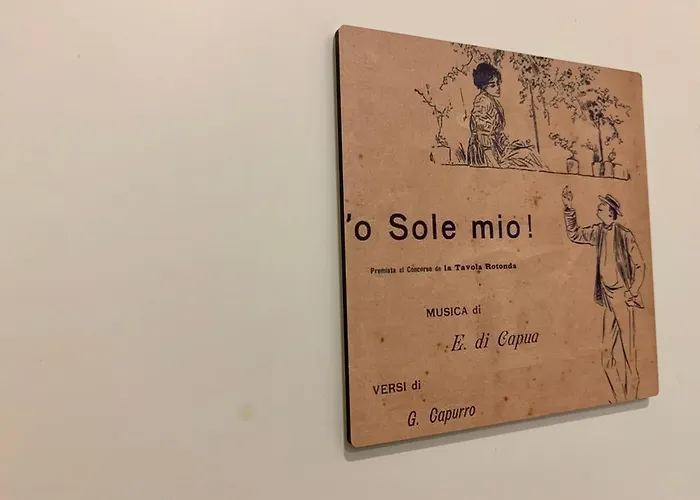 'o Sole mio!
Premiata al Concorso de la Tavola Rotonda
MUSICA di
E. di Capua
VERSI di
G. Capurro